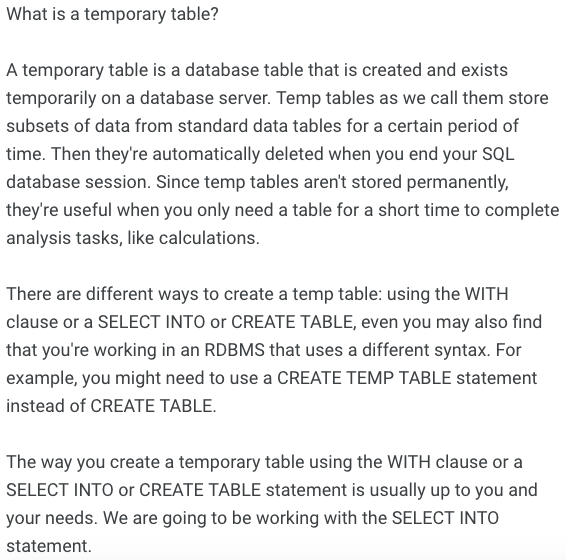 What is a temporary table?
A temporary table is a database table that is created and exists
temporarily on a database server. Temp tables as we call them store
subsets of data from standard data tables for a certain period of
time. Then they're automatically deleted when you end your SQL
database session. Since temp tables aren't stored permanently,
they're useful when you only need a table for a short time to complete
analysis tasks, like calculations.
There are different ways to create a temp table: using the WITH
clause or a SELECT INTO or CREATE TABLE, even you may also find
that you're working in an RDBMS that uses a different syntax. For
example, you might need to use a CREATE TEMP TABLE statement
instead of CREATE TABLE.
The way you create a temporary table using the WITH clause or a
SELECT INTO or CREATE TABLE statement is usually up to you and
your needs. We are going to be working with the SELECT INTO
statement.